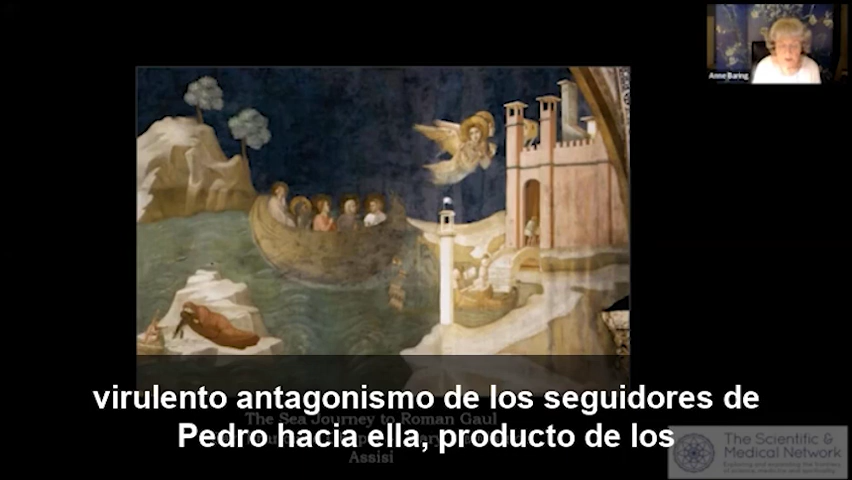 Anne Baring
virulento antagonismo de los seguidores de
The Sea Journey to Roman Gaul
Pedro hacia ella, producto de los
Assisi
The Scientific &
Medical Network